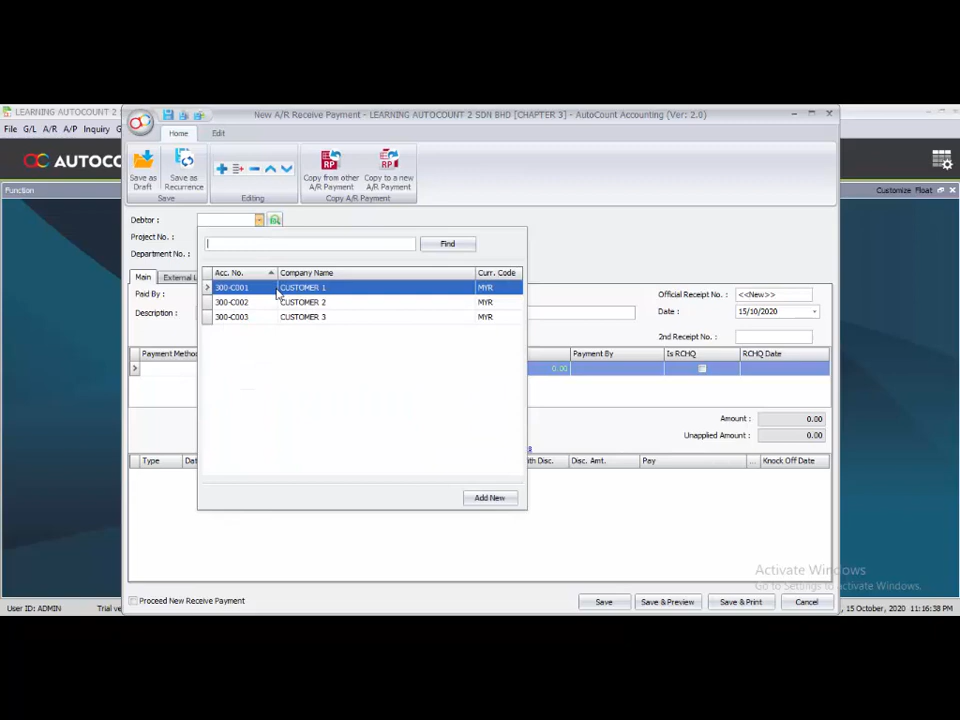 LEARNING AUTOCOUNT 2
New A/R Receive Payment - LEARNING AUTOCOUNT 2 SDN BHD [CHAPTER 3] - AutoCount Accounting (Ver: 2.0)
File G/L A/R A/P Inquiry G
Home Edit
AUTOCO
Save as Draft
Save as Recurrence
Copy from other A/R Payment
Copy to a new A/R Payment
Save
Editing
Copy A/R Payment
Function
Customize Float
Debtor :
Project No. :
Department No. :
Find
Acc. No. Company Name Curr. Code
300-C001 CUSTOMER 1 MYR
300-C002 CUSTOMER 2 MYR
300-C003 CUSTOMER 3 MYR
Add New
Main External L
Paid By :
Description :
Official Receipt No. : <<New>>
Date : 15/10/2020
2nd Receipt No. :
Payment Metho Payment By Is RCHQ RCHQ Date
0.00
Amount : 0.00
Unapplied Amount : 0.00
Type Dat ith Disc. Disc. Amt. Pay ... Knock Off Date
Activate Windows
Go to Settings to activate Windows.
Proceed New Receive Payment
Save Save & Preview Save & Print Cancel
User ID: ADMIN Trial ve , 15 October, 2020 11:16:38 PM